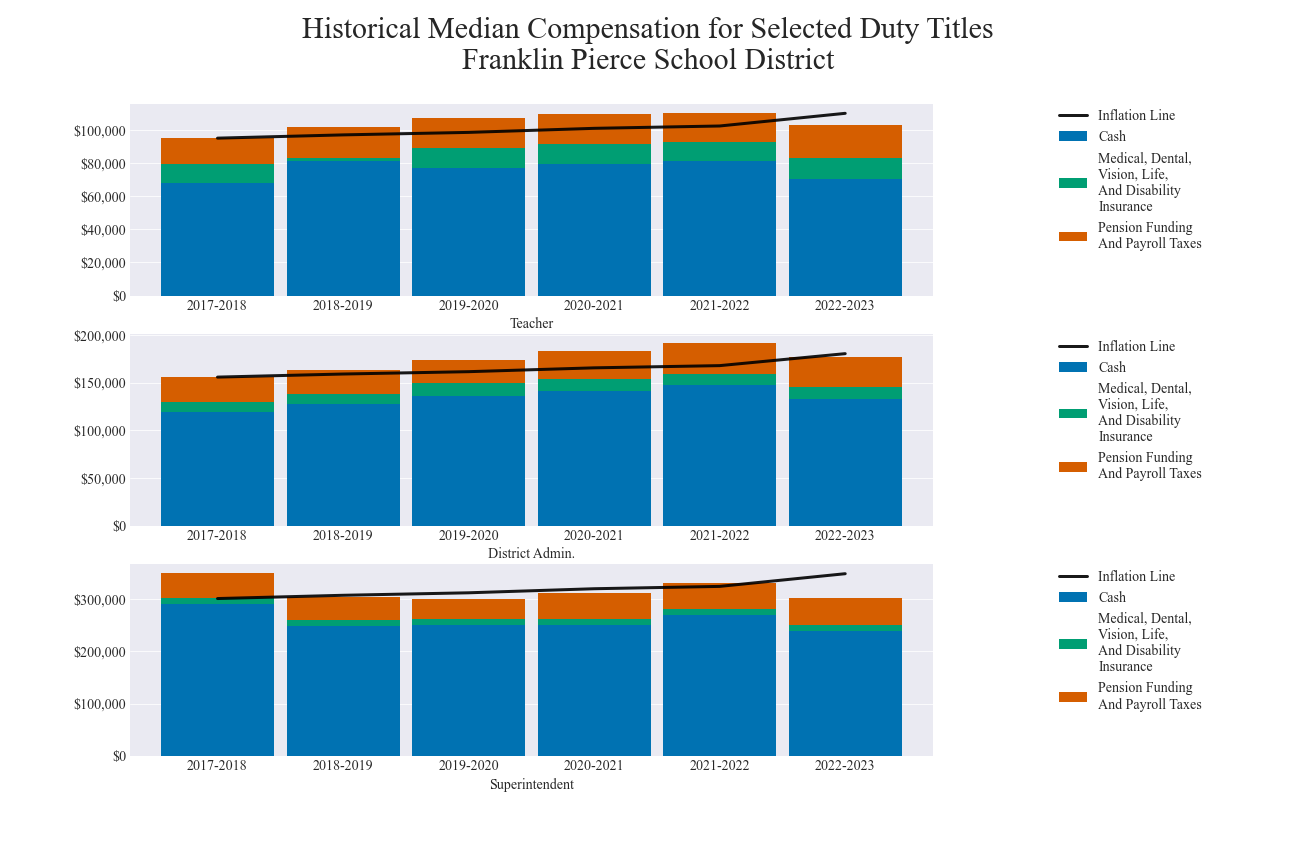 Historical Median Compensation for Selected Duty Titles
Franklin Pierce School District
$100,000
$80,000
$60,000
$40,000
$20,000
$0
2017-2018
2018-2019
2019-2020
2020-2021
2021-2022
2022-2023
Teacher
Inflation Line
Cash
Medical, Dental,
Vision, Life,
And Disability
Insurance
Pension Funding
And Payroll Taxes
$200,000
$150,000
$100,000
$50,000
$0
2017-2018
2018-2019
2019-2020
2020-2021
2021-2022
2022-2023
District Admin.
Inflation Line
Cash
Medical, Dental,
Vision, Life,
And Disability
Insurance
Pension Funding
And Payroll Taxes
$300,000
$200,000
$100,000
$0
2017-2018
2018-2019
2019-2020
2020-2021
2021-2022
2022-2023
Superintendent
Inflation Line
Cash
Medical, Dental,
Vision, Life,
And Disability
Insurance
Pension Funding
And Payroll Taxes